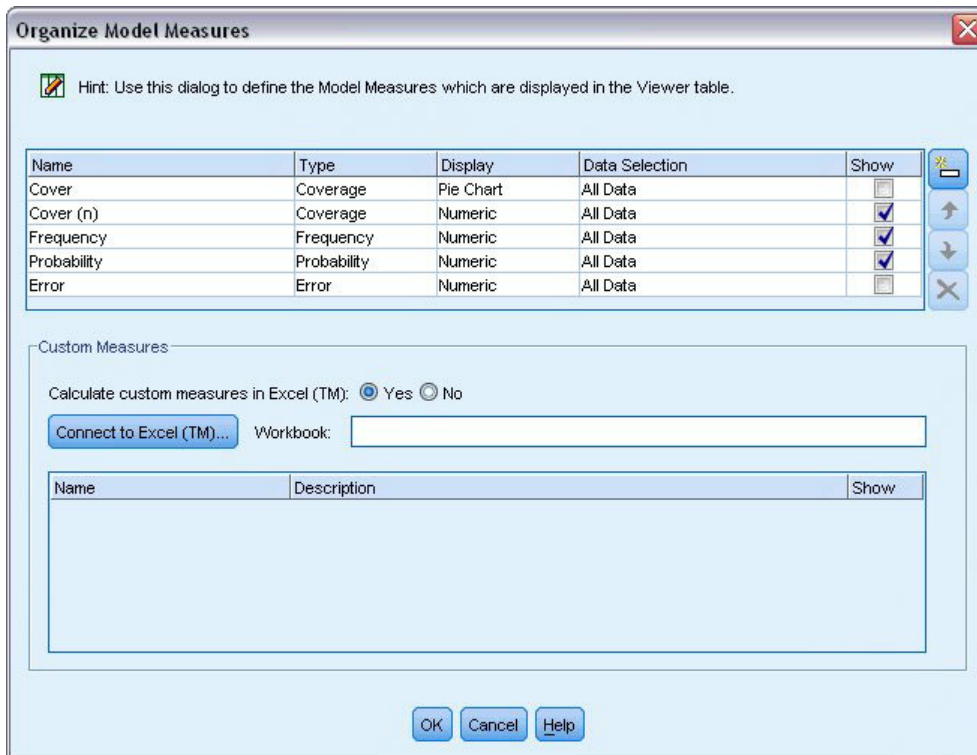 Organize Model Measures
Hint: Use this dialog to define the Model Measures which are displayed in the Viewer table.
Name Type Display Data Selection Show
Cover Coverage Pie Chart All Data
Cover (n) Coverage Numeric All Data
Frequency Frequency Numeric All Data
Probability Probability Numeric All Data
Error Error Numeric All Data
Custom Measures
Calculate custom measures in Excel (TM): Yes No
Connect to Excel (TM)... Workbook:
Name Description Show
OK Cancel Help